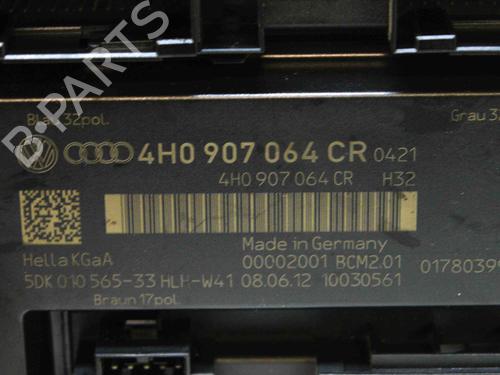 Blau 32pol.
Grau 32
4H0 907 064 CR 0421
4H0 907 064 CR H32
Made in Germany
Hella KGaA
00002001 BCM2.01
01780399
5DK 010 565-33 HLH-W41 08.06.12 10030561
Braun 17pol.
B-PARTS